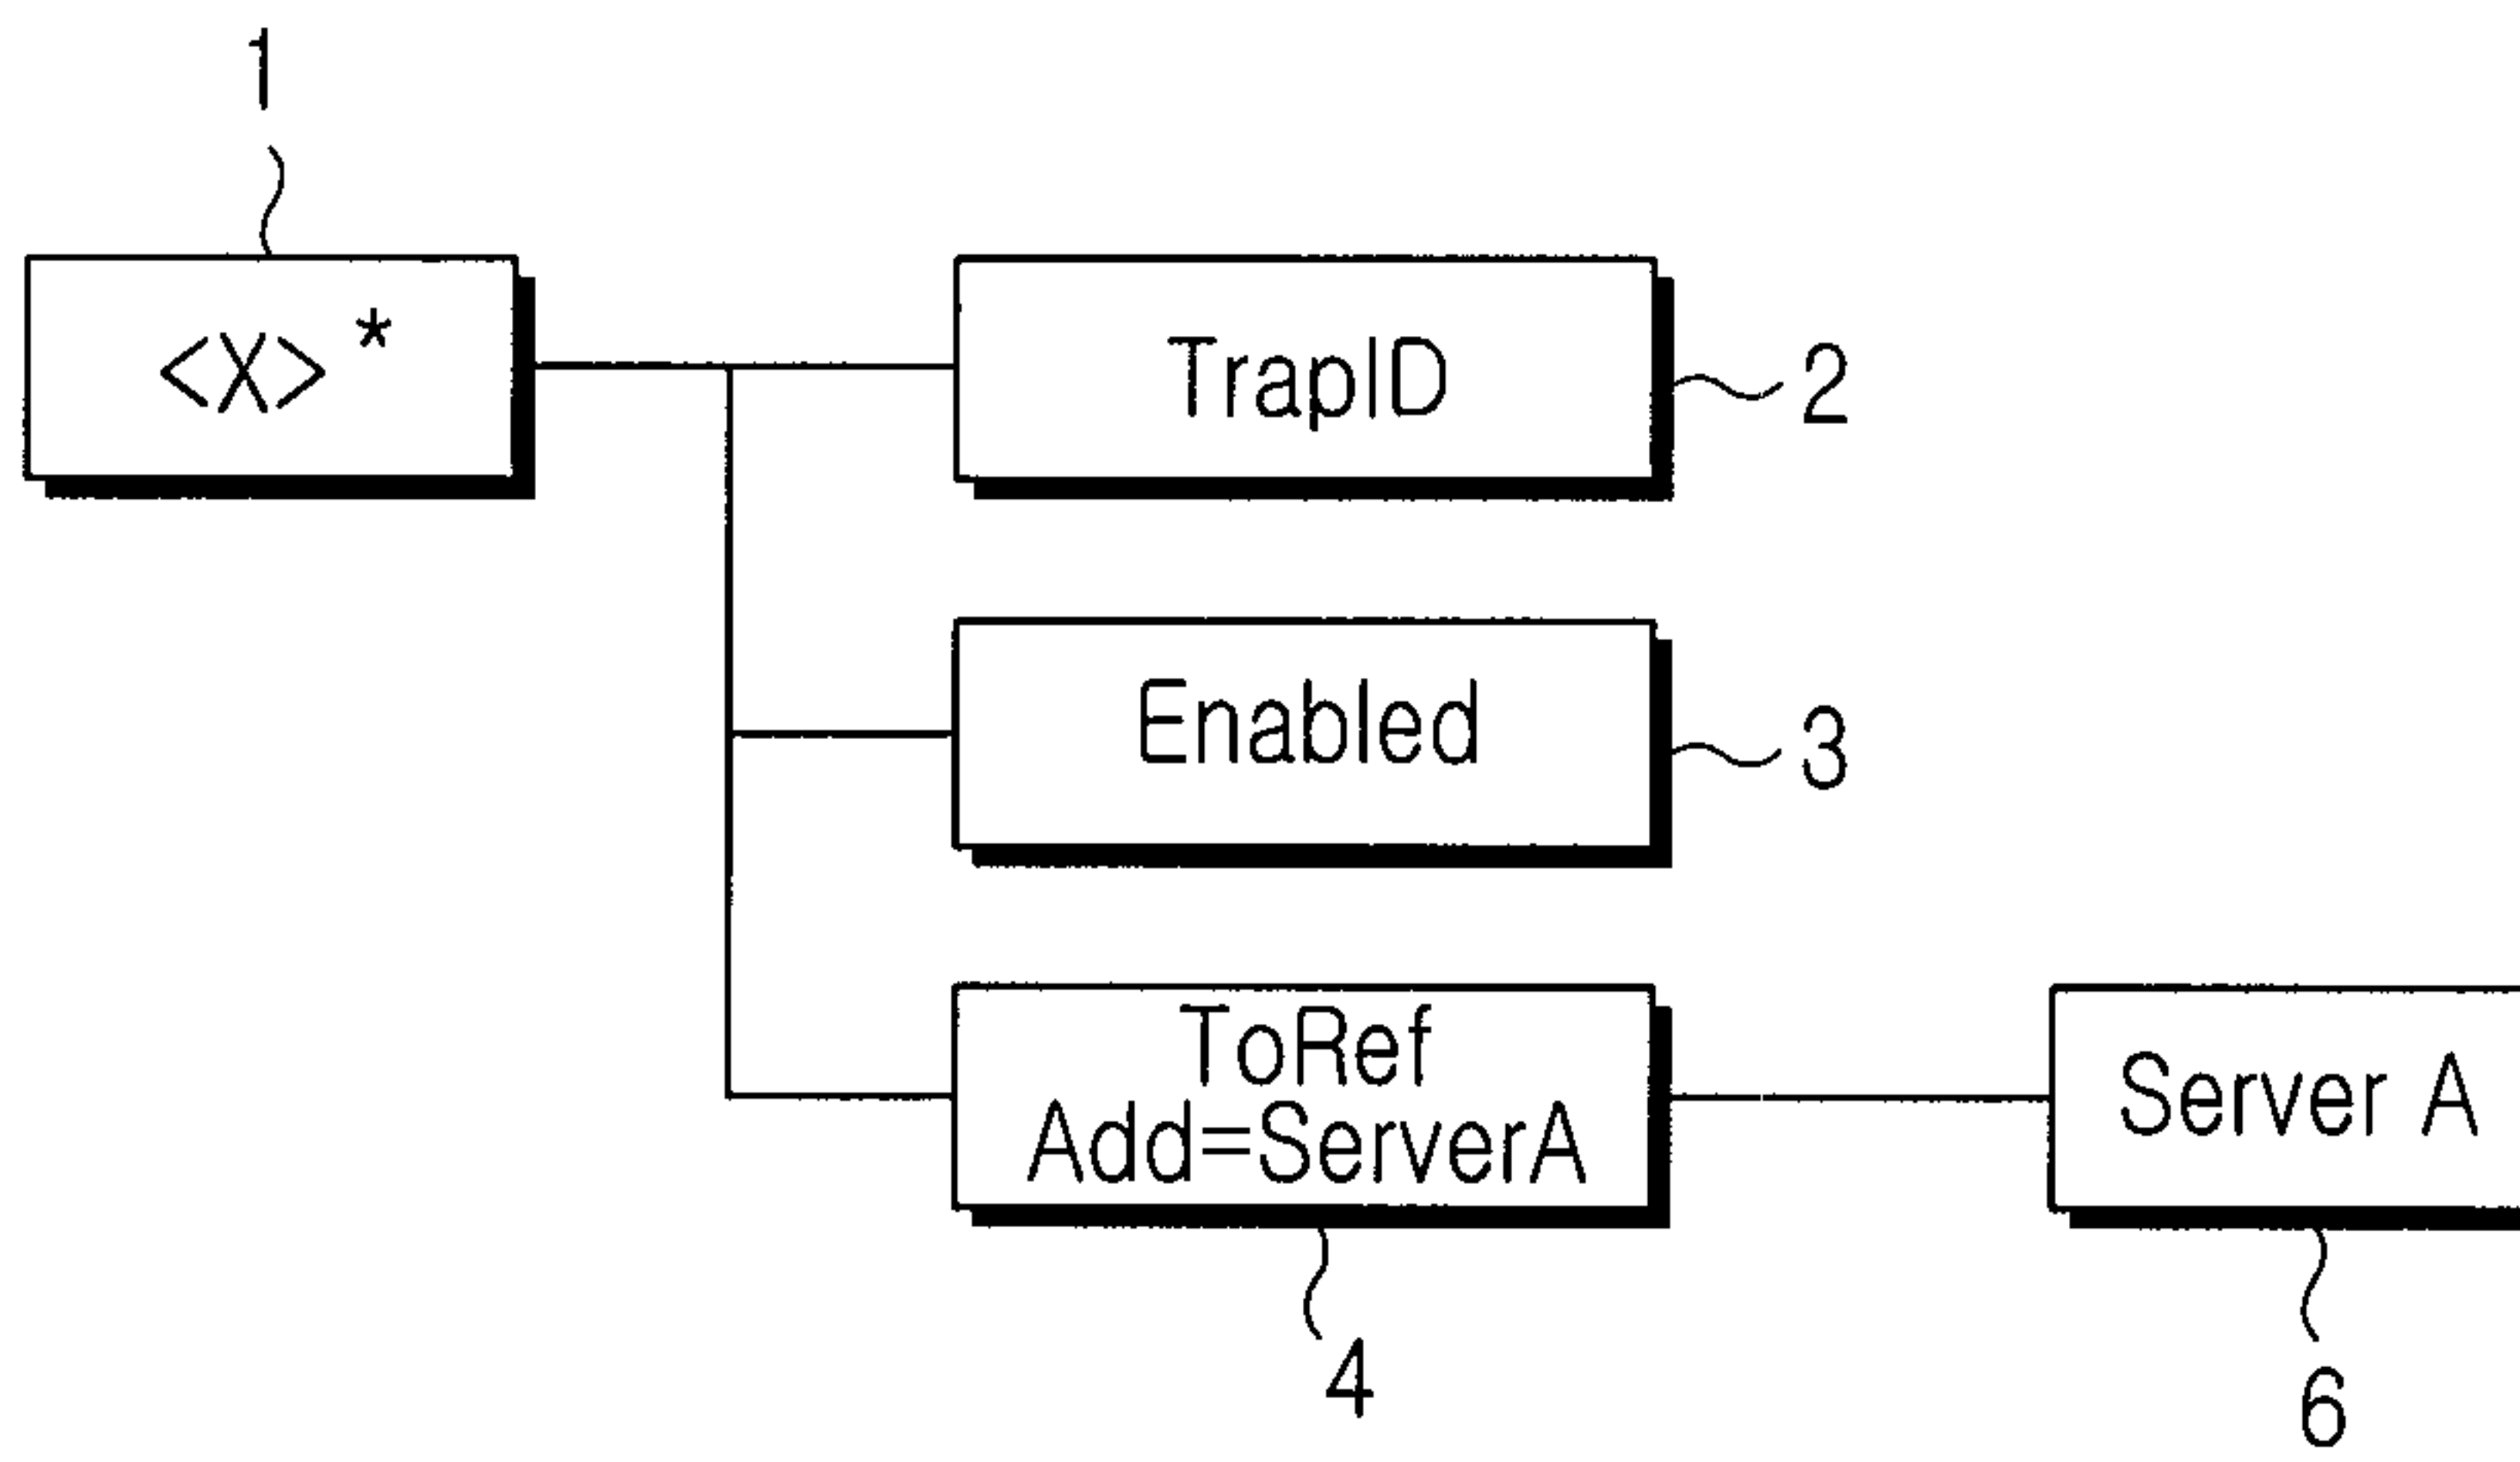 1
<X>*
TrapID
2
Enabled
3
ToRef
Add=ServerA
Server A
4
6